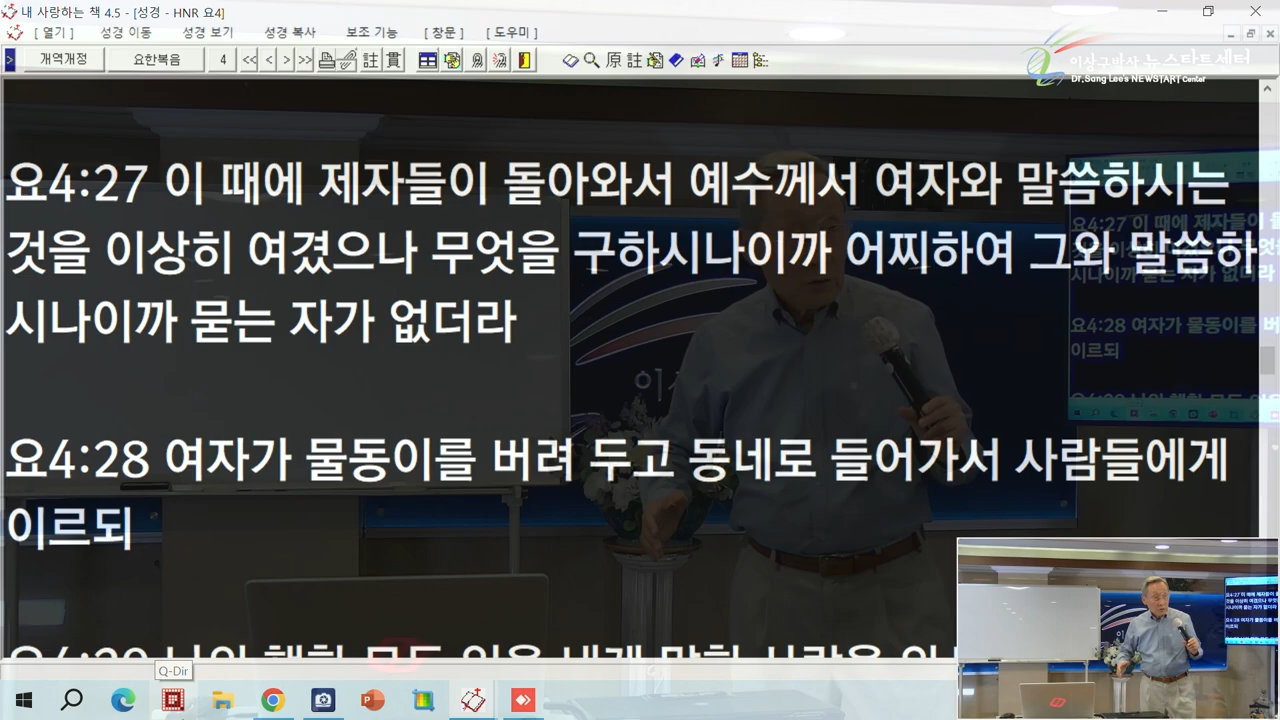 내 사랑하는 책 4.5 - [성경 - HNR 요4]
[ 열기 ] 성경 이동 성경 보기 성경 복사 보조 기능 [ 창문 ] [ 도우미 ]
개역개정 요한복음 4 << < > >> 註 貫 原 註
이상구박사 뉴스타트센터
Dr.Sang Lee's NEWSTART Center
요4:27 이 때에 제자들이 돌아와서 예수께서 여자와 말씀하시는
것을 이상히 여겼으나 무엇을 구하시나이까 어찌하여 그와 말씀하
시나이까 묻는 자가 없더라
요4:28 여자가 물동이를 버려 두고 동네로 들어가서 사람들에게
이르되
Q-Dir